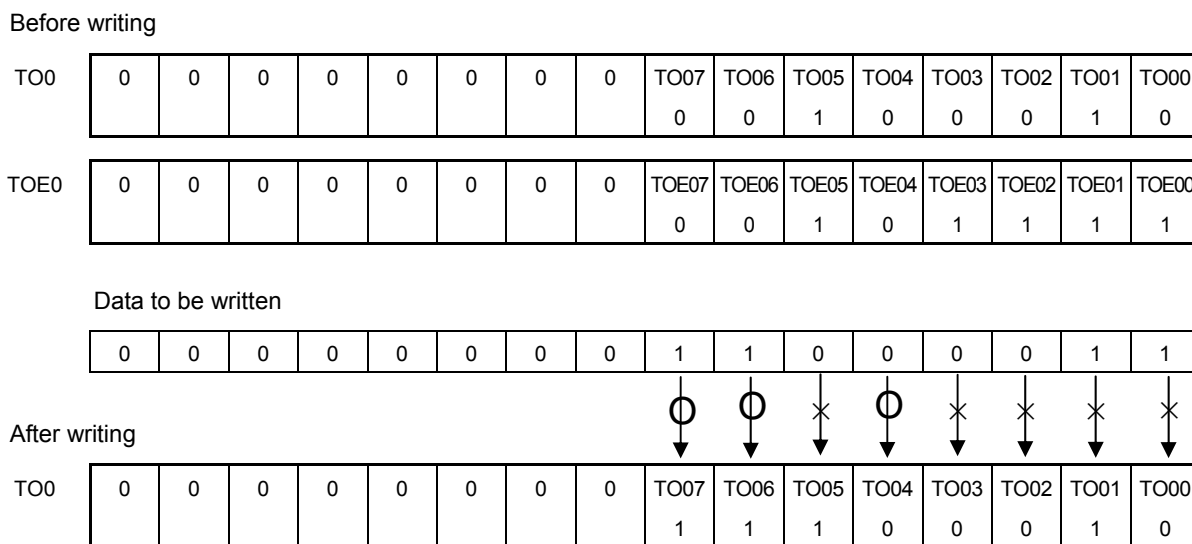 Before writing
TO0 0 0 0 0 0 0 0 0 TO07 TO06 TO05 TO04 TO03 TO02 TO01 TO00
0 0 1 0 0 0 1 0
TOE0 0 0 0 0 0 0 0 0 TOE07 TOE06 TOE05 TOE04 TOE03 TOE02 TOE01 TOE00
0 0 1 0 1 1 1 1
Data to be written
0 0 0 0 0 0 0 0 1 1 0 0 0 0 1 1
O O × O × × × ×
After writing
TO0 0 0 0 0 0 0 0 0 TO07 TO06 TO05 TO04 TO03 TO02 TO01 TO00
1 1 1 0 0 0 1 0